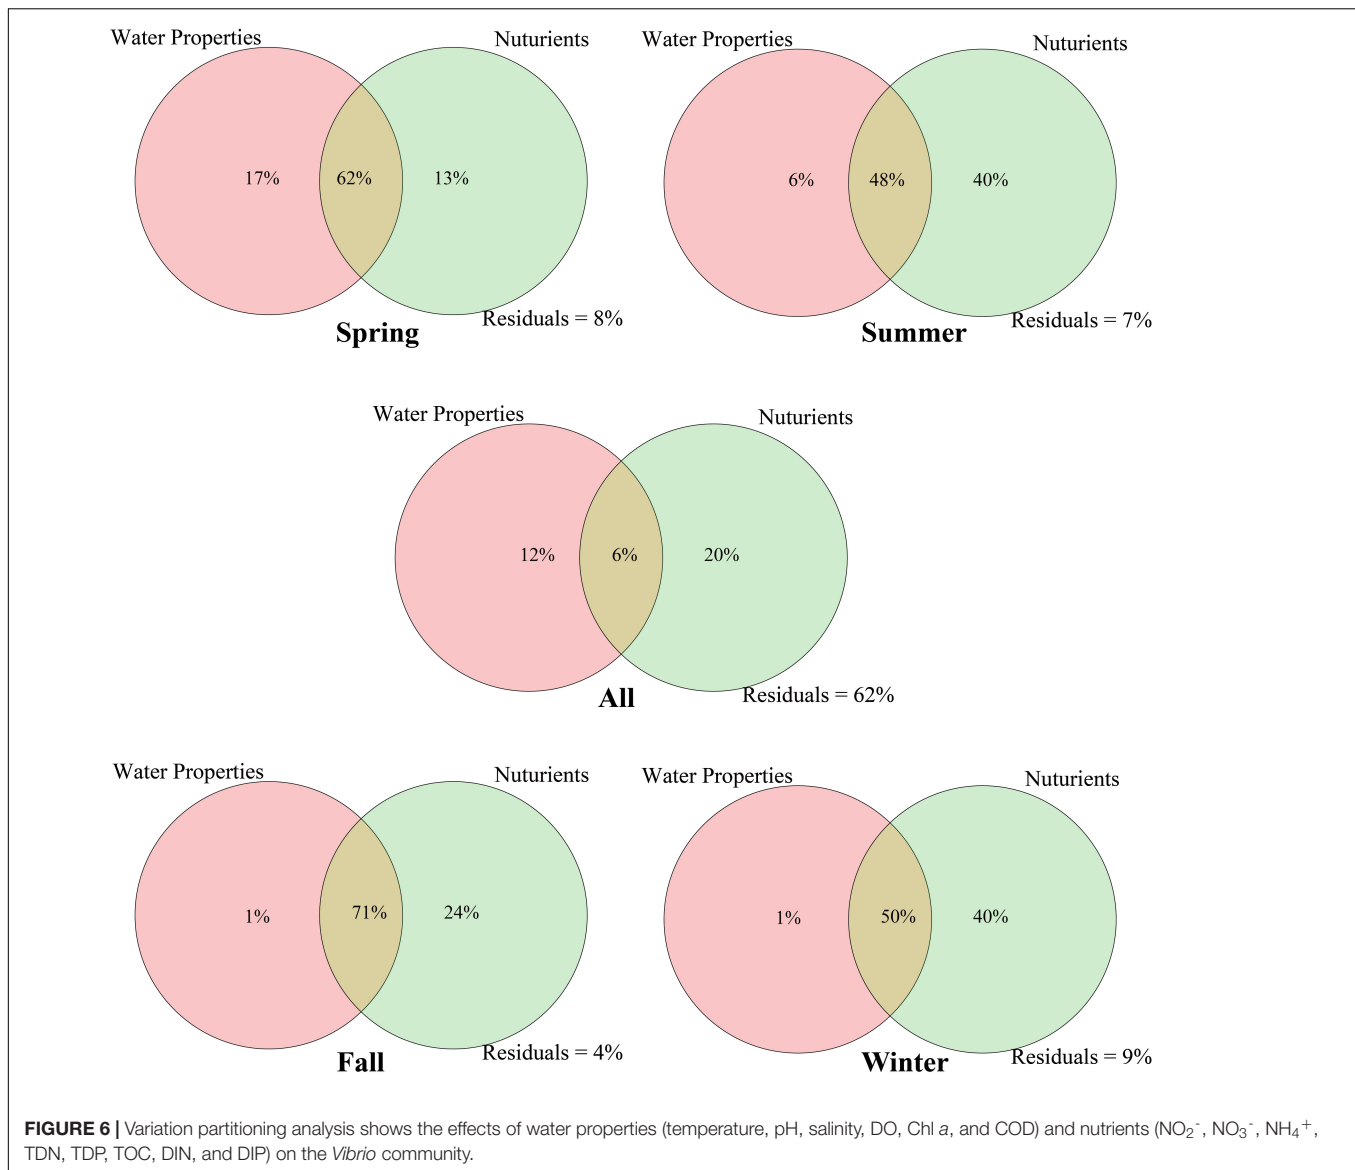 Water Properties Nuturients
17% 62% 13%
Residuals = 8%
Spring
Water Properties Nuturients
6% 48% 40%
Residuals = 7%
Summer
Water Properties Nuturients
12% 6% 20%
Residuals = 62%
All
Water Properties Nuturients
1% 71% 24%
Residuals = 4%
Fall
Water Properties Nuturients
1% 50% 40%
Residuals = 9%
Winter
FIGURE 6 | Variation partitioning analysis shows the effects of water properties (temperature, pH, salinity, DO, Chl a, and COD) and nutrients (NO₂⁻, NO₃⁻, NH₄⁺,
TDN, TDP, TOC, DIN, and DIP) on the Vibrio community.